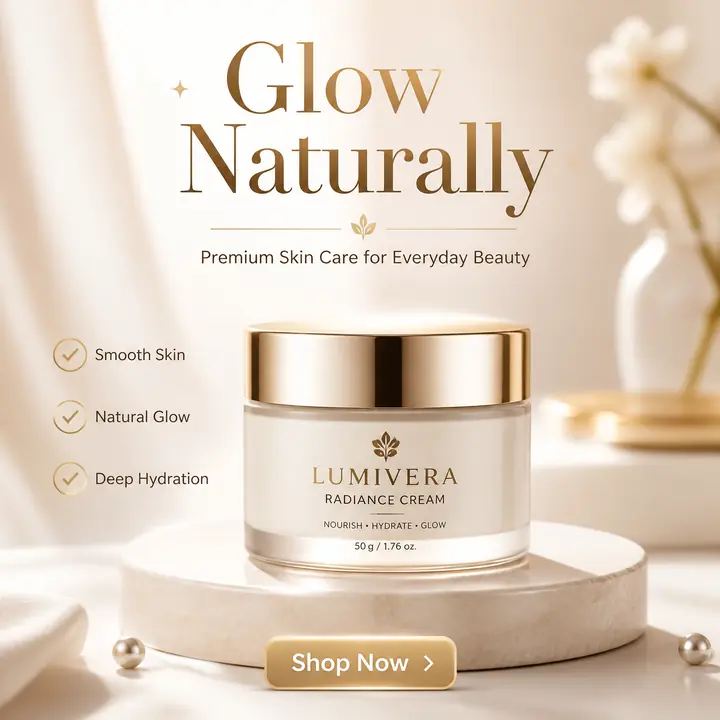 Glow
Naturally
Premium Skin Care for Everyday Beauty
Smooth Skin
Natural Glow
Deep Hydration
LUMIVERA
RADIANCE CREAM
NOURISH • HYDRATE • GLOW
50 g / 1.76 oz.
Shop Now >